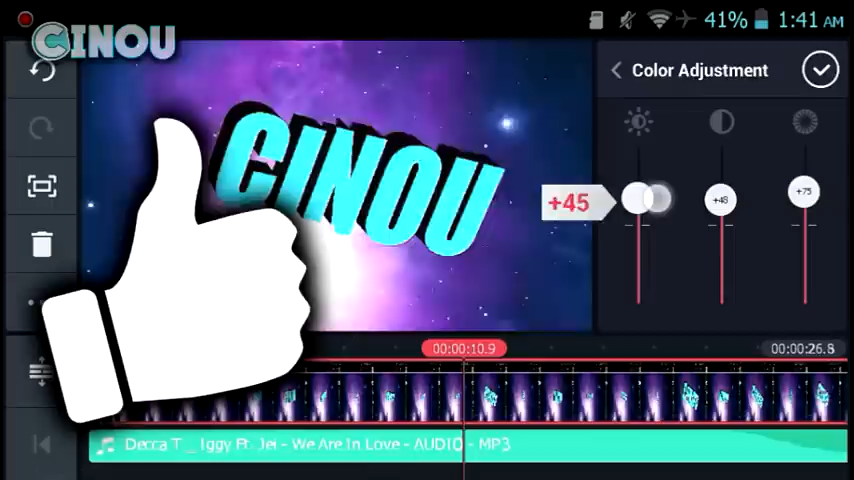 41% 1:41 AM
CINOU
Color Adjustment
CINOU
+45
+48
+75
00:00:10.9
00:00:26.8
Decca T _ Iggy Ft. Jei - We Are In Love - AUDIO - MP3